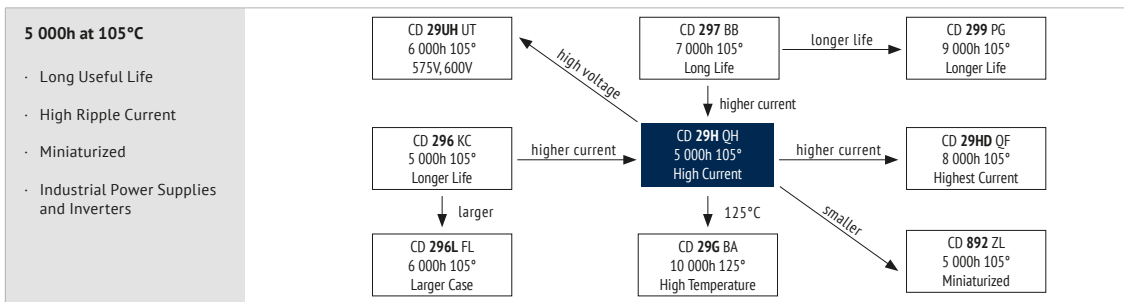 5 000h at 105°C
· Long Useful Life
· High Ripple Current
· Miniaturized
· Industrial Power Supplies
and Inverters
CD 29UH UT
6 000h 105°
575V, 600V
high voltage
CD 297 BB
7 000h 105°
Long Life
longer life
CD 299 PG
9 000h 105°
Longer Life
higher current
CD 296 KC
5 000h 105°
Longer Life
higher current
CD 29H QH
5 000h 105°
High Current
higher current
CD 29HD QF
8 000h 105°
Highest Current
larger
125°C
smaller
CD 296L FL
6 000h 105°
Larger Case
CD 29G BA
10 000h 125°
High Temperature
CD 892 ZL
5 000h 105°
Miniaturized